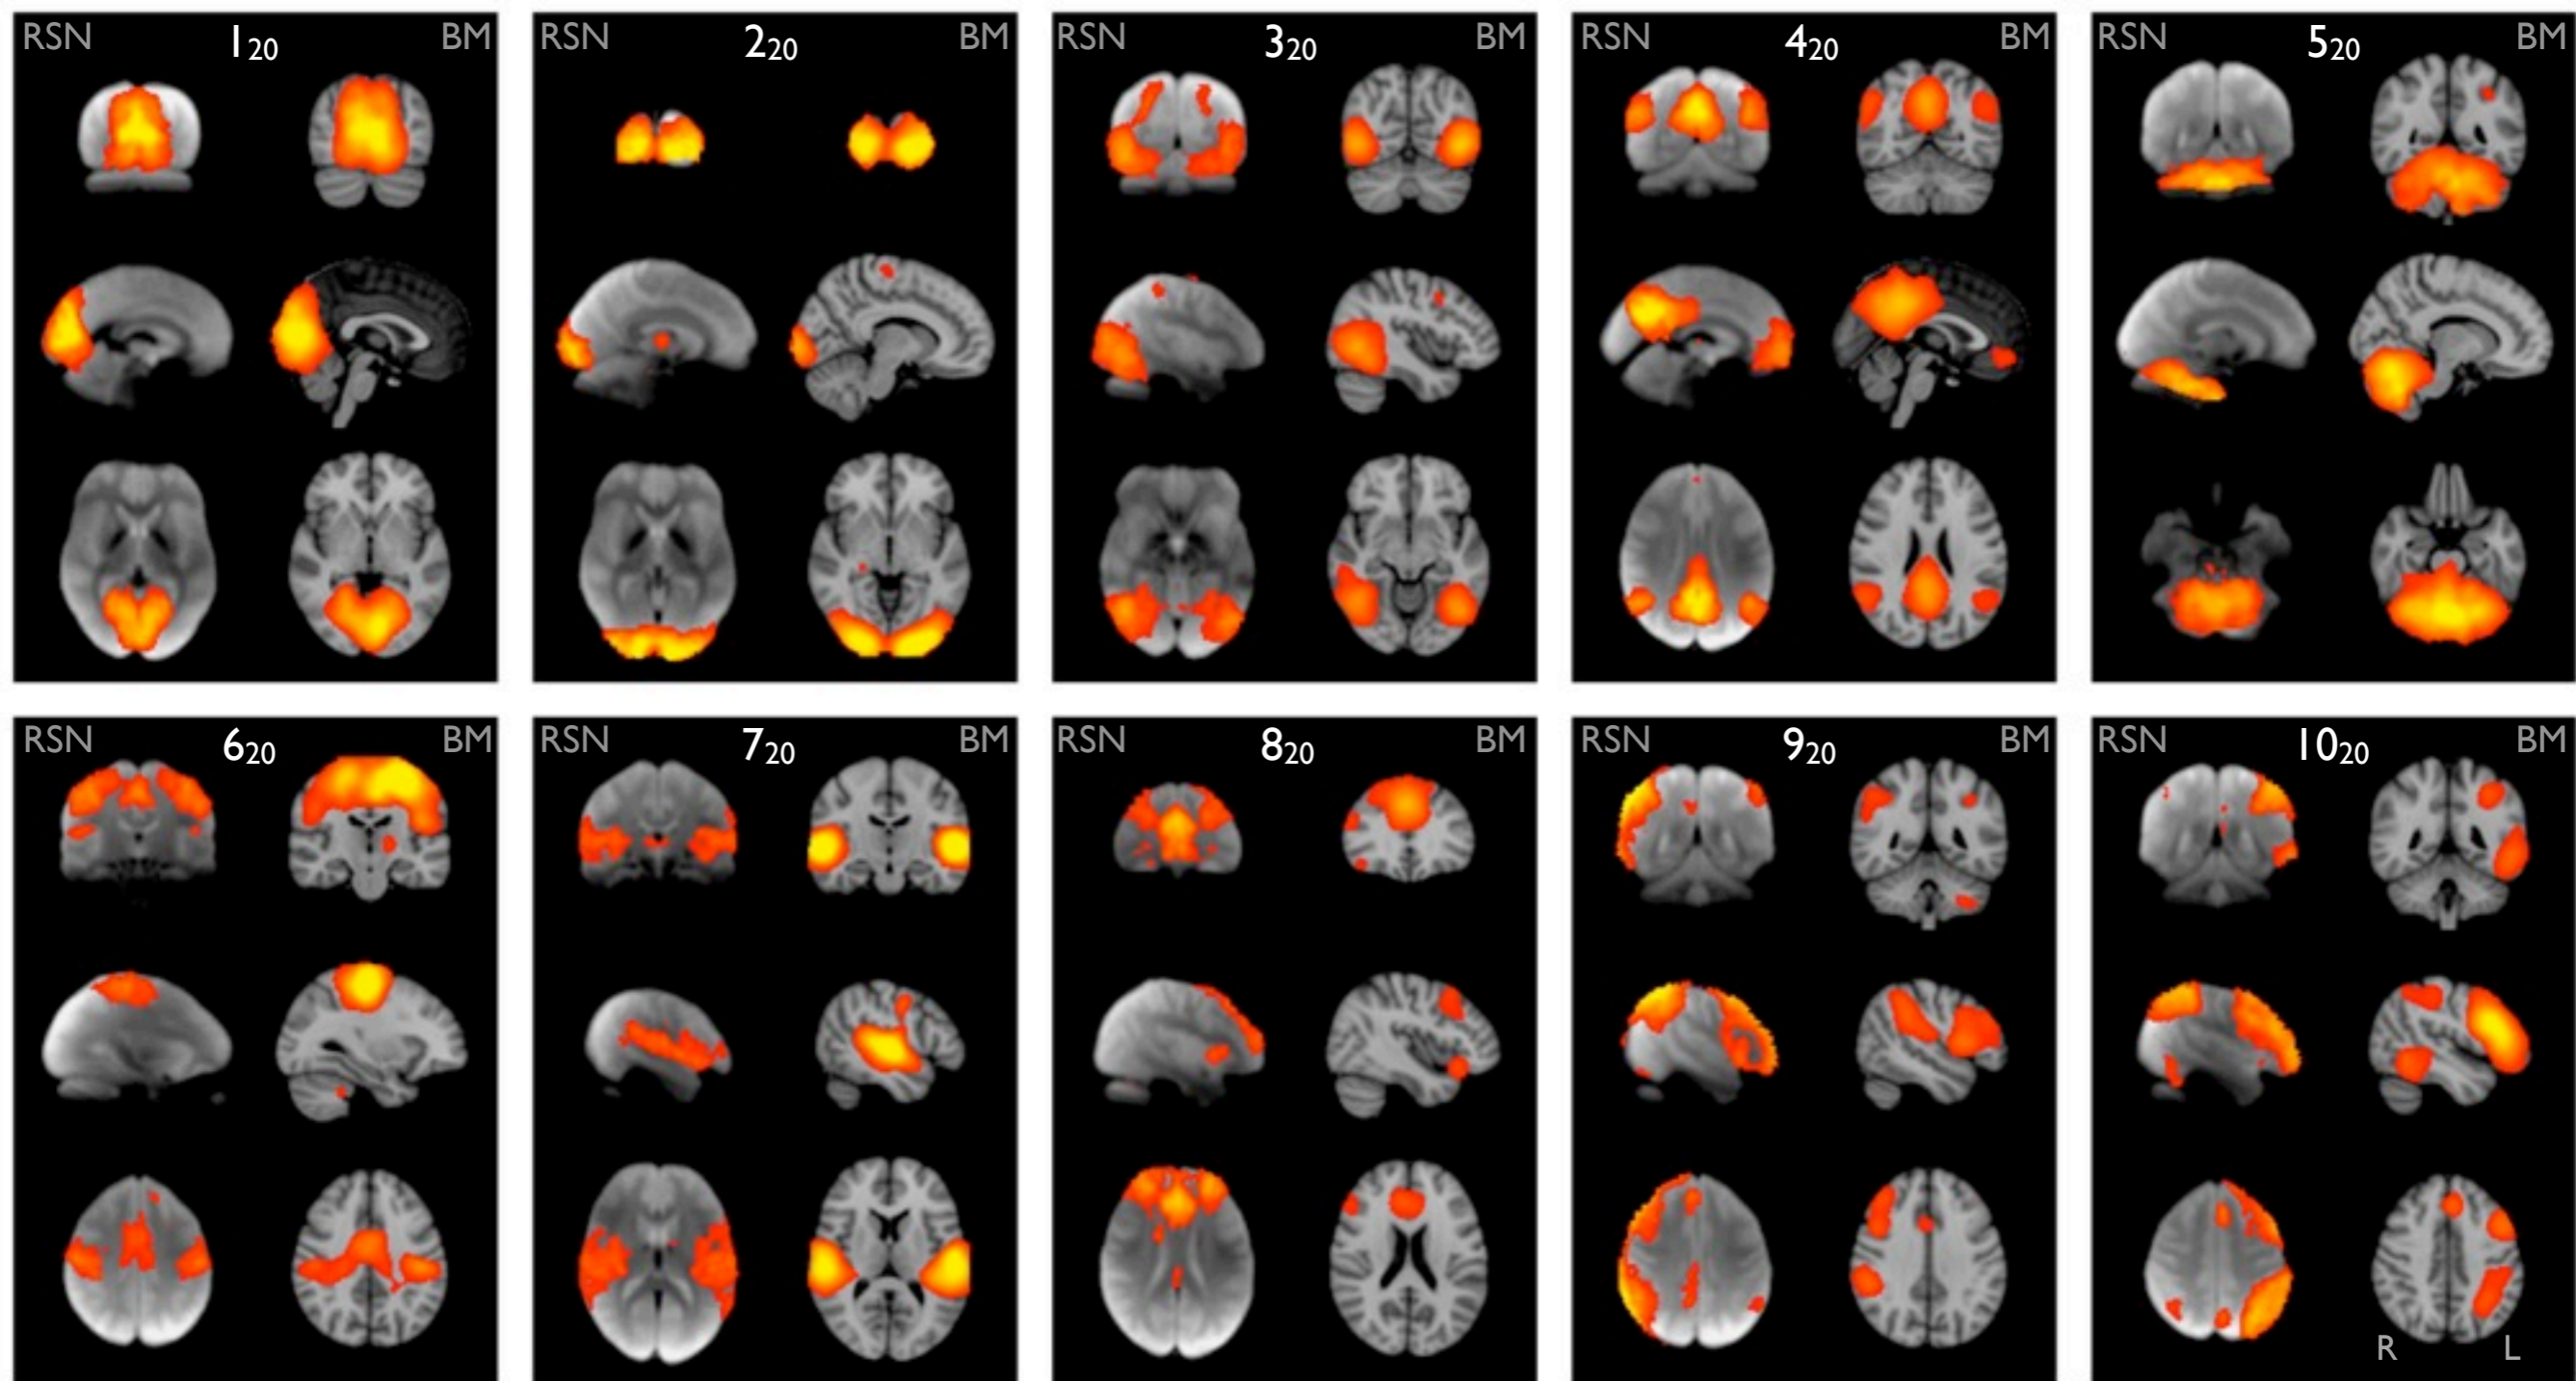 RSN 1₂₀ BM
RSN 2₂₀ BM
RSN 3₂₀ BM
RSN 4₂₀ BM
RSN 5₂₀ BM
RSN 6₂₀ BM
RSN 7₂₀ BM
RSN 8₂₀ BM
RSN 9₂₀ BM
RSN 10₂₀ BM
R L